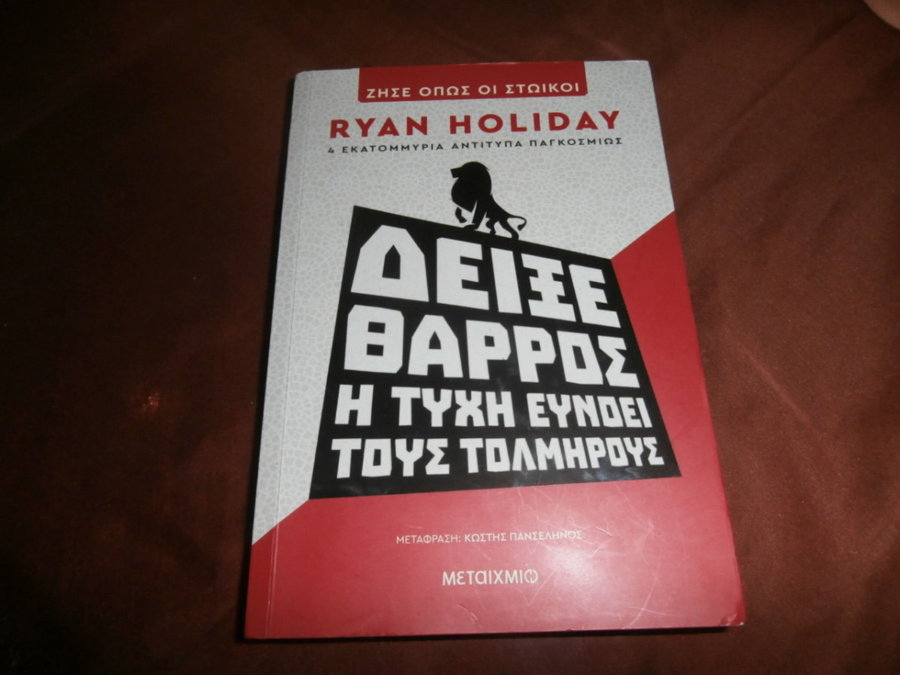 ΖΗΣΕ ΟΠΩΣ ΟΙ ΣΤΩΙΚΟΙ
RYAN HOLIDAY
4 ΕΚΑΤΟΜΜΥΡΙΑ ΑΝΤΙΤΥΠΑ ΠΑΓΚΟΣΜΙΩΣ
ΔΕΙΞΕ
ΘΑΡΡΟΣ
Η ΤΥΧΗ ΕΥΝΟΕΙ
ΤΟΥΣ ΤΟΛΜΗΡΟΥΣ
ΜΕΤΑΦΡΑΣΗ: ΚΩΣΤΗΣ ΠΑΝΣΕΛΗΝΟΣ
ΜΕΤΑΙΧΜΙΟ